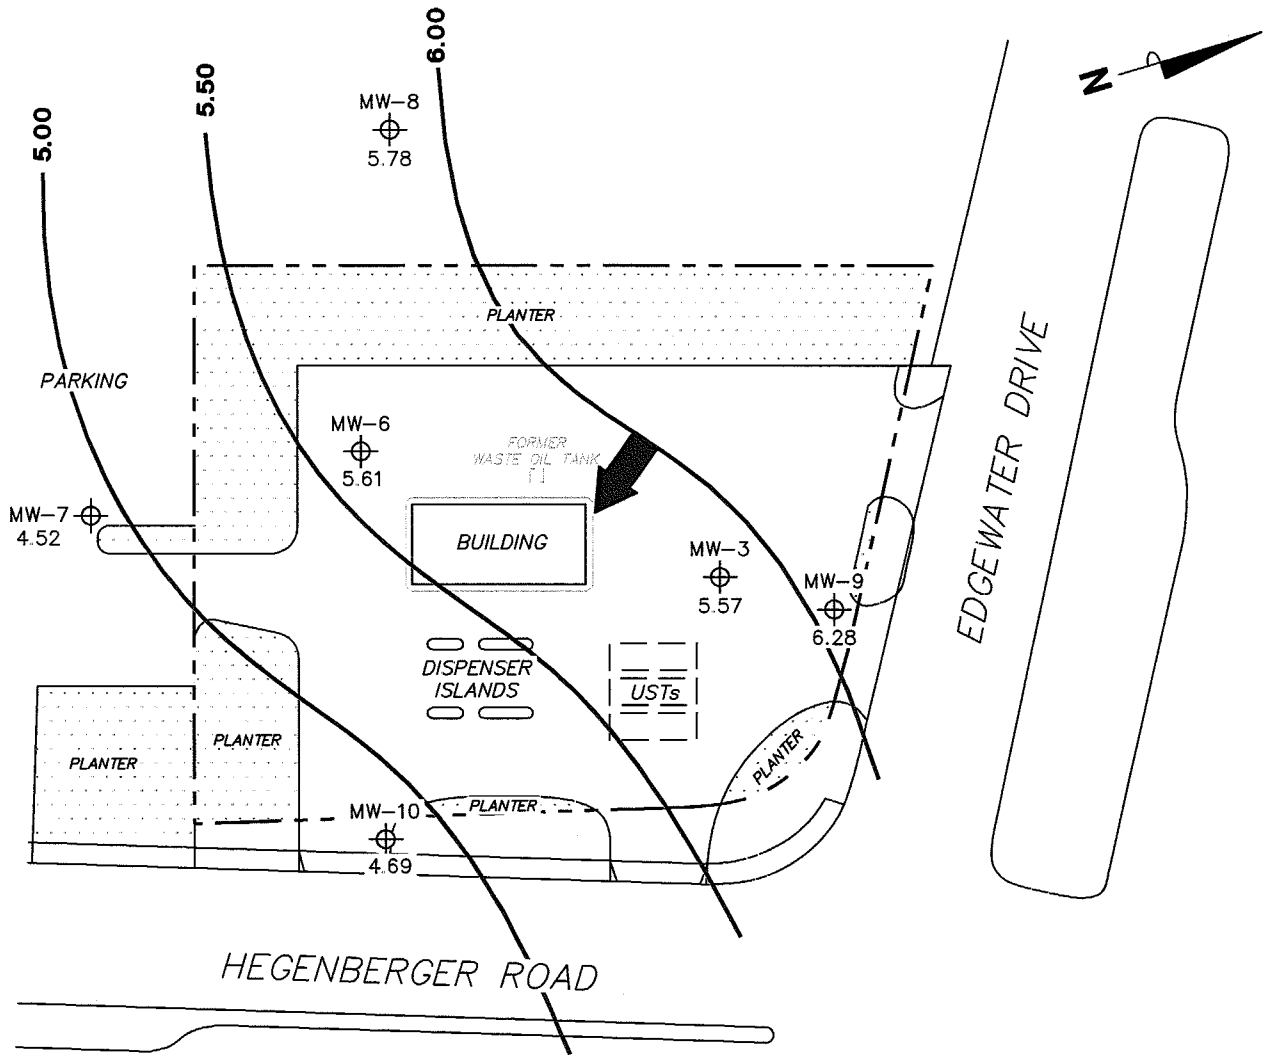 6.00
5.50
5.00
N
MW-8
5.78
PLANTER
PARKING
EDGEWATER DRIVE
MW-6
5.61
FORMER
WASTE OIL TANK
MW-7
4.52
BUILDING
MW-3
5.57
MW-9
6.28
DISPENSER
ISLANDS
USTs
PLANTER
PLANTER
PLANTER
PLANTER
MW-10
4.69
HEGENBERGER ROAD